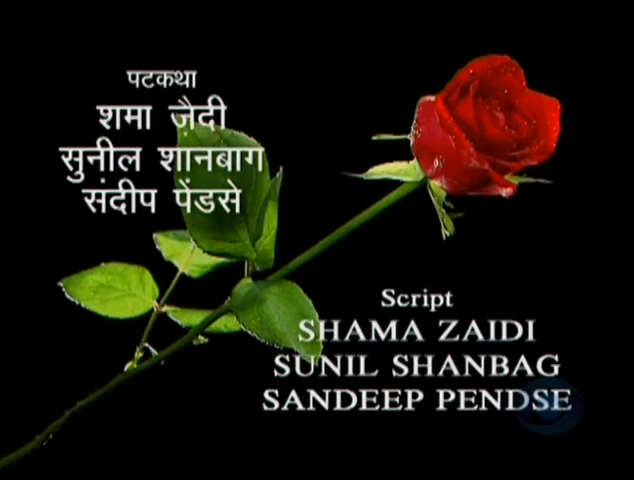 पटकथा
शमा ज़ैदी
सुनील शानबाग
संदीप पेंडसे
Script
SHAMA ZAIDI
SUNIL SHANBAG
SANDEEP PENDSE